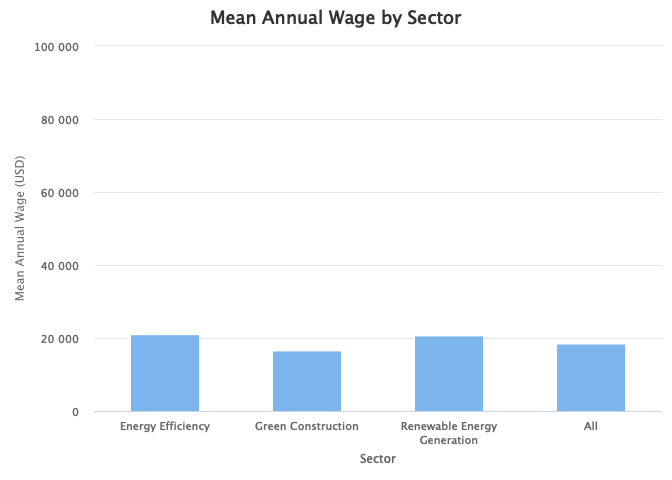 Mean Annual Wage by Sector
Mean Annual Wage (USD)
100 000
80 000
60 000
40 000
20 000
0
Energy Efficiency
Green Construction
Renewable Energy
Generation
All
Sector